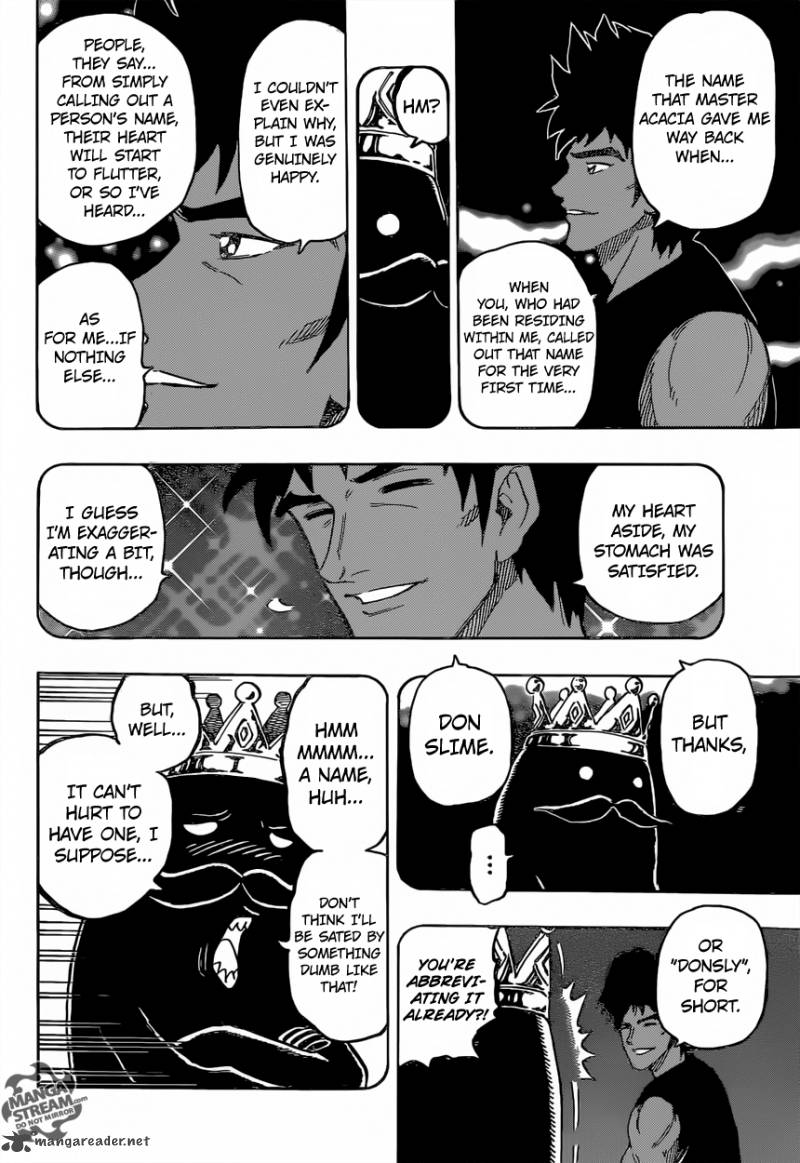 THE NAME
THAT MASTER
ACACIA GAVE ME
WAY BACK
WHEN...
WHEN
YOU, WHO HAD
BEEN RESIDING
WITHIN ME, CALLED
OUT THAT NAME
FOR THE VERY
FIRST TIME...
HM?
I COULDN'T
EVEN EX-
PLAIN WHY,
BUT I WAS
GENUINELY
HAPPY.
PEOPLE,
THEY SAY...
FROM SIMPLY
CALLING OUT A
PERSON'S NAME,
THEIR HEART
WILL START
TO FLUTTER,
OR SO I'VE
HEARD...
AS
FOR ME...IF
NOTHING
ELSE...
MY HEART
ASIDE, MY
STOMACH WAS
SATISFIED.
I GUESS
I'M EXAGGER-
ATING A BIT,
THOUGH...
BUT
THANKS,
DON
SLIME.
...
OR
"DONSLY",
FOR
SHORT.
YOU'RE
ABBREVI-
ATING IT
ALREADY?!
HMM
MMMM...
A NAME,
HUH...
BUT,
WELL...
IT CAN'T
HURT TO
HAVE ONE, I
SUPPOSE...
DON'T
THINK I'LL
BE SATED BY
SOMETHING
DUMB LIKE
THAT!
MANGA
STREAM.com
DO NOT MIRROR
mangareader.net